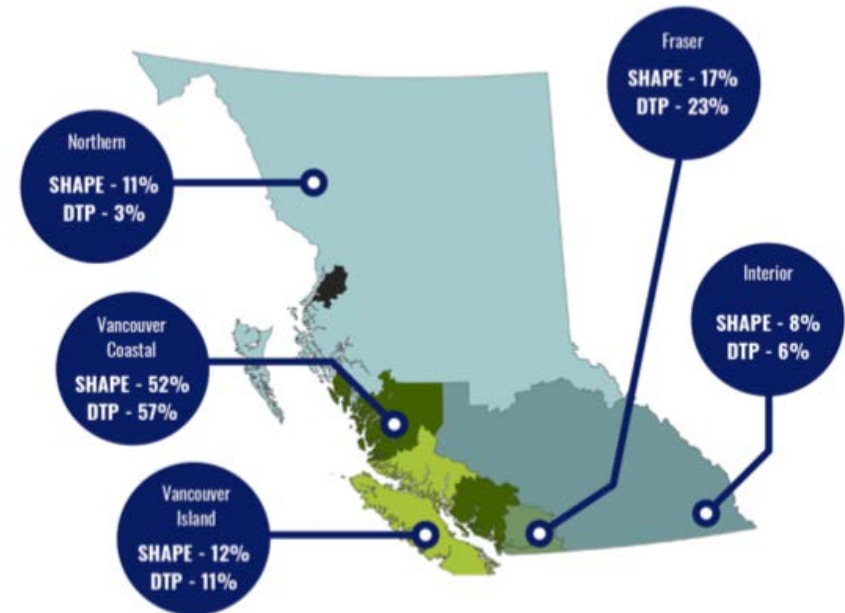 Fraser
SHAPE - 17%
DTP - 23%
Northern
SHAPE - 11%
DTP - 3%
Interior
SHAPE - 8%
DTP - 6%
Vancouver
Coastal
SHAPE - 52%
DTP - 57%
Vancouver
Island
SHAPE - 12%
DTP - 11%